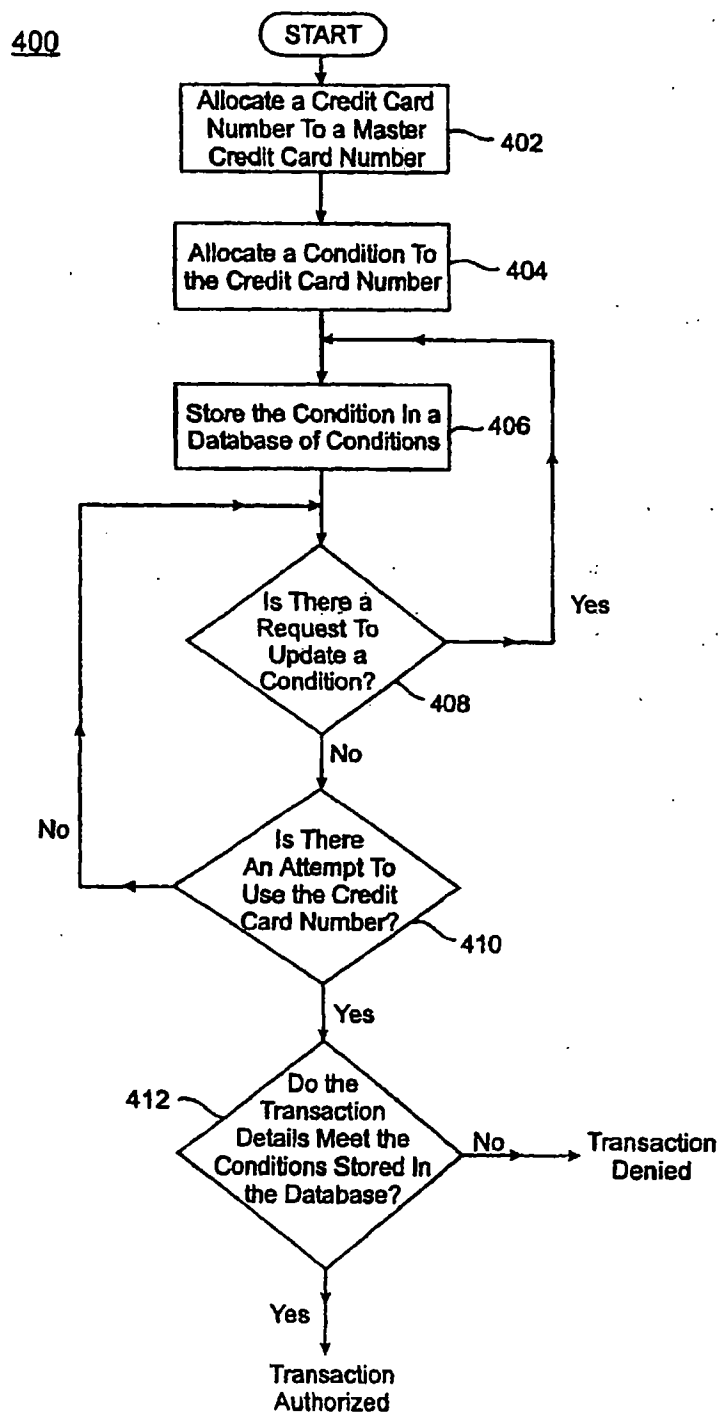 400
START
Allocate a Credit Card
Number To a Master
Credit Card Number
402
Allocate a Condition To
the Credit Card Number
404
Store the Condition In a
Database of Conditions
406
Is There a
Request To
Update a
Condition?
408
Yes
No
Is There
An Attempt To
Use the Credit
Card Number?
410
No
Yes
412
Do the
Transaction
Details Meet the
Conditions Stored In
the Database?
No
Transaction
Denied
Yes
Transaction
Authorized